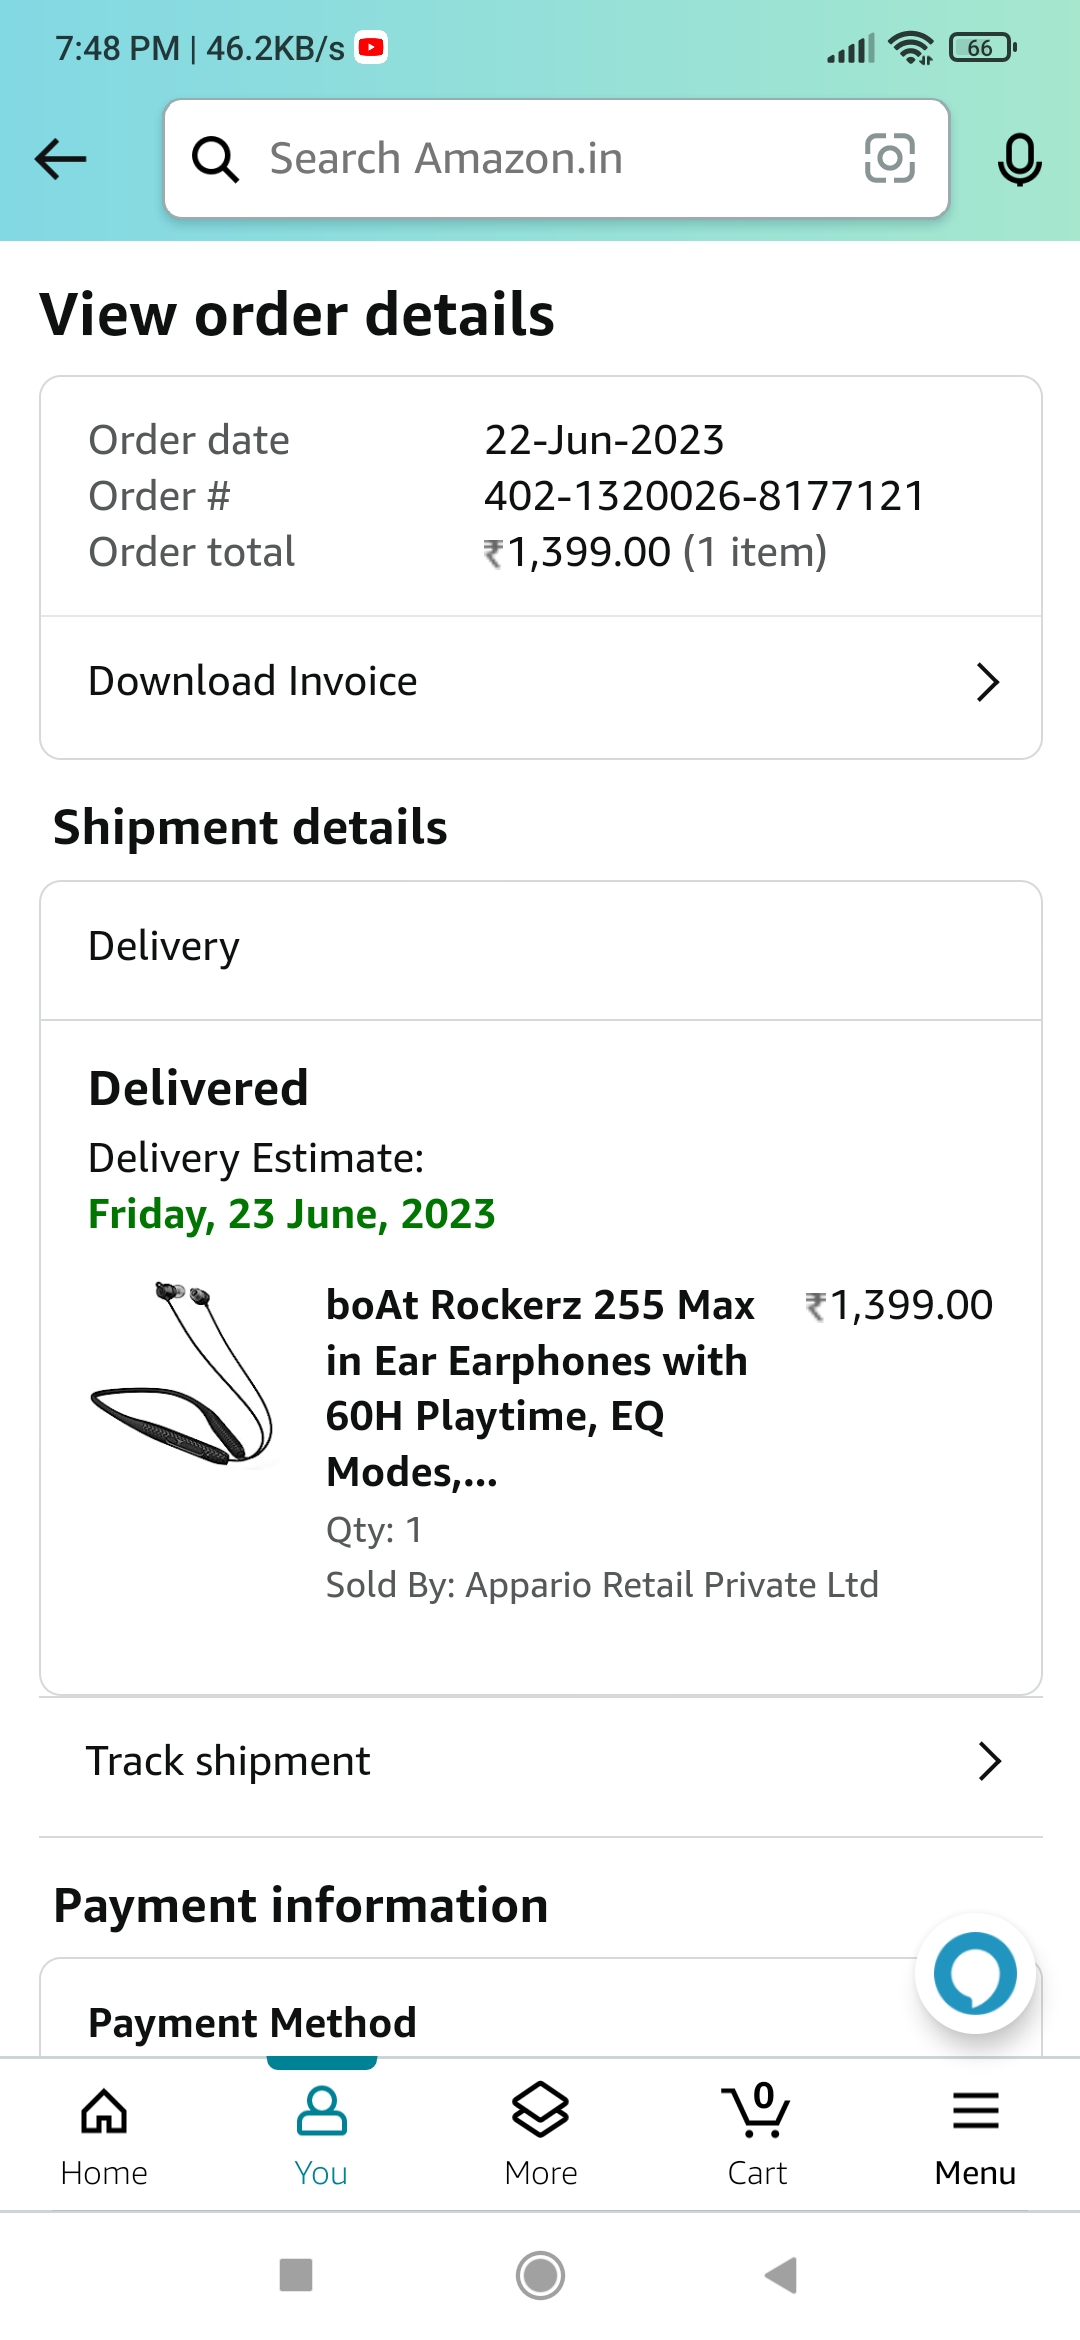 7:48 PM | 46.2KB/s
66
Search Amazon.in
View order details
Order date 22-Jun-2023
Order # 402-1320026-8177121
Order total ₹1,399.00 (1 item)
Download Invoice
Shipment details
Delivery
Delivered
Delivery Estimate:
Friday, 23 June, 2023
boAt Rockerz 255 Max ₹1,399.00
in Ear Earphones with
60H Playtime, EQ
Modes,...
Qty: 1
Sold By: Appario Retail Private Ltd
Track shipment
Payment information
Payment Method
0
Home You More Cart Menu